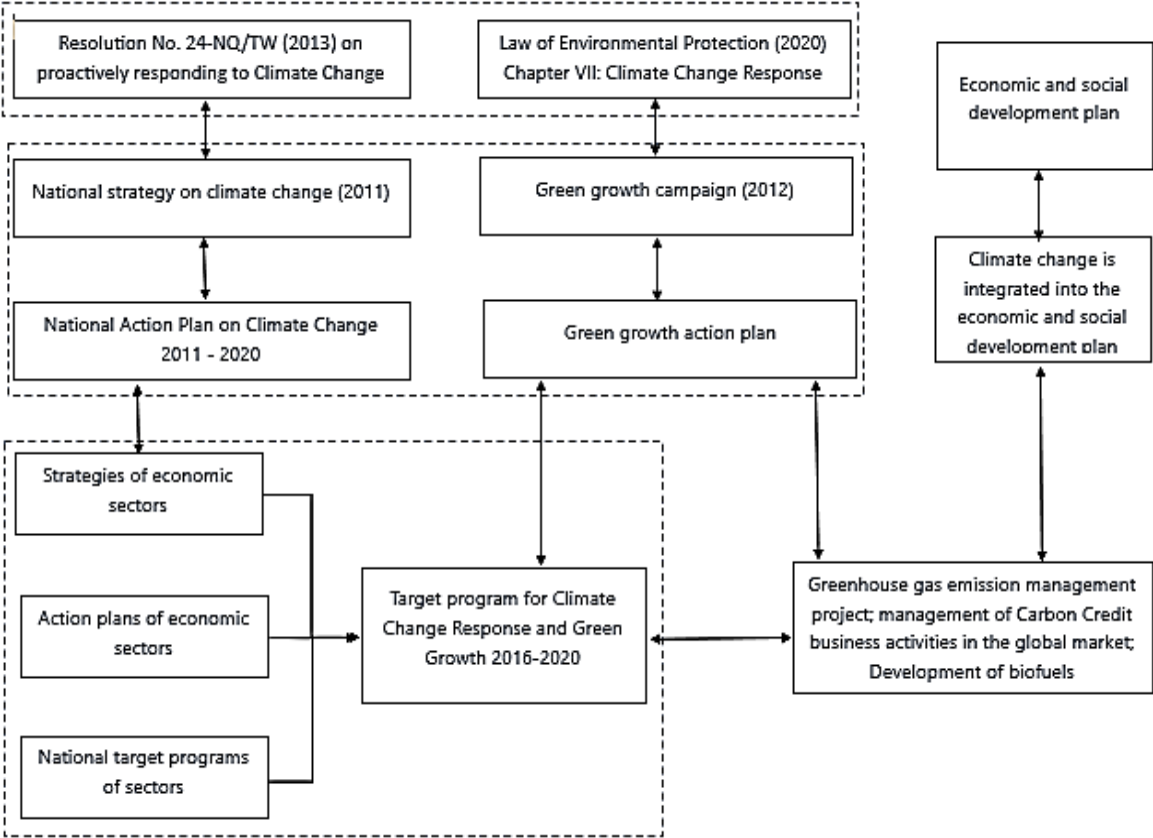 Resolution No. 24-NQ/TW (2013) on
proactively responding to Climate Change
Law of Environmental Protection (2020)
Chapter VII: Climate Change Response
Economic and social
development plan
National strategy on climate change (2011)
Green growth campaign (2012)
Climate change is
integrated into the
economic and social
development plan
National Action Plan on Climate Change
2011 - 2020
Green growth action plan
Strategies of economic
sectors
Action plans of economic
sectors
National target programs
of sectors
Target program for Climate
Change Response and Green
Growth 2016-2020
Greenhouse gas emission management
project; management of Carbon Credit
business activities in the global market;
Development of biofuels